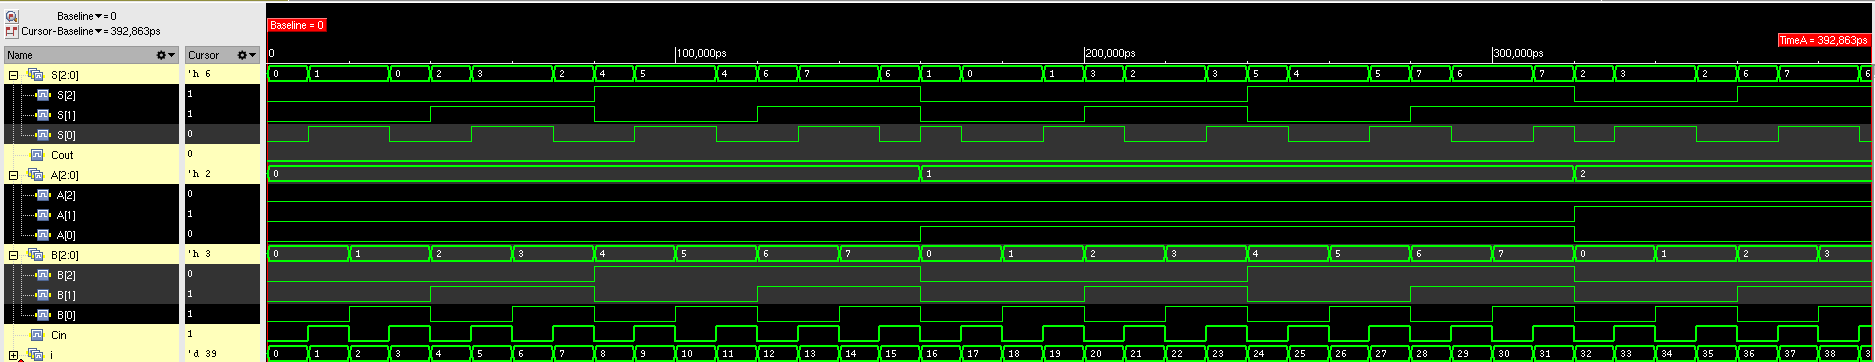 Baseline▼= 0
Cursor-Baseline▼= 392,863ps
Baseline = 0
TimeA = 392,863ps
Name Cursor 0 100,000ps 200,000ps 300,000ps
S[2:0] 'h 6 0 1 0 2 3 2 4 5 4 6 7 6 1 0 1 3 2 3 5 4 5 7 6 7 2 3 2 6 7 6
S[2] 1
S[1] 1
S[0] 0
Cout 0
A[2:0] 'h 2 0 1 2
A[2] 0
A[1] 1
A[0] 0
B[2:0] 'h 3 0 1 2 3 4 5 6 7 0 1 2 3 4 5 6 7 0 1 2 3
B[2] 0
B[1] 1
B[0] 1
Cin 1
i 'd 39 0 1 2 3 4 5 6 7 8 9 10 11 12 13 14 15 16 17 18 19 20 21 22 23 24 25 26 27 28 29 30 31 32 33 34 35 36 37 38